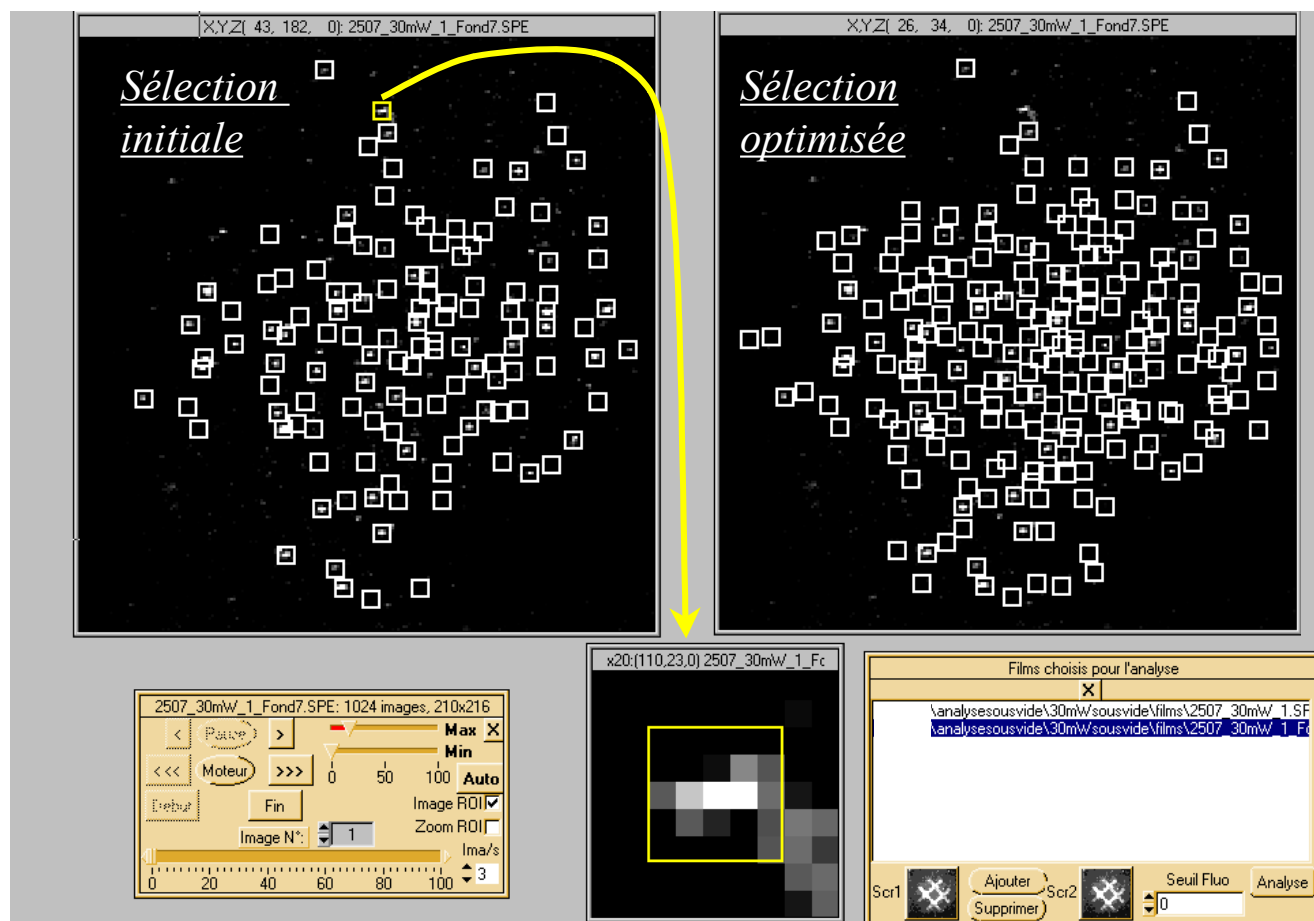 X,Y,Z( 43, 182, 0): 2507_30mW_1_Fond7.SPE
Sélection
initiale
X,Y,Z( 26, 34, 0): 2507_30mW_1_Fond7.SPE
Sélection
optimisée
2507_30mW_1_Fond7.SPE: 1024 images, 210x216
< Pause > Max X
Min
<<< Moteur >>> 0 50 100 Auto
Début Fin Image ROI
Zoom ROI
Image N°: 1
Ima/s
3
0 20 40 60 80 100
x20:(110,23,0) 2507_30mW_1_Fc
Films choisis pour l'analyse
X
\analysesousvide\30mWsousvide\films\2507_30mW_1.SF
\analysesousvide\30mWsousvide\films\2507_30mW_1_Fo
Scr1 Ajouter Scr2 Seuil Fluo Analyse
Supprimer 0